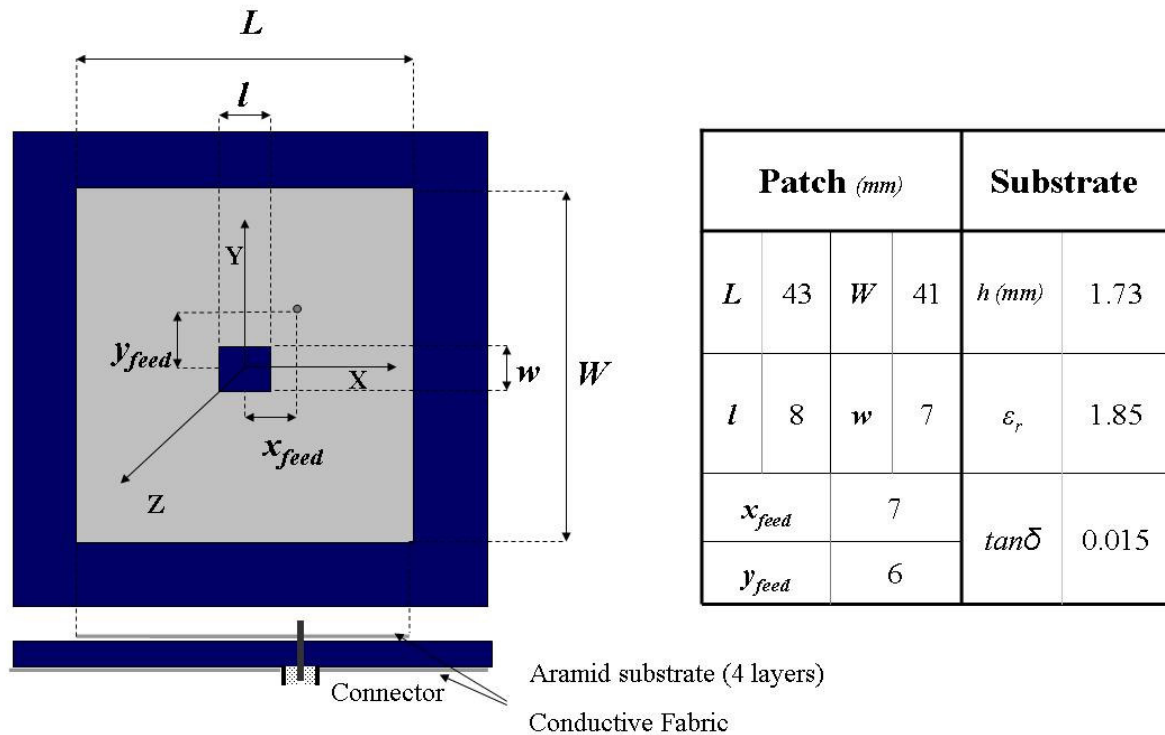 L
l
Y
y_feed
X
w
W
x_feed
Z
Connector
Aramid substrate (4 layers)
Conductive Fabric
Patch (mm) Substrate
L 43 W 41 h (mm) 1.73
l 8 w 7 ε_r 1.85
x_feed 7
tanδ 0.015
y_feed 6